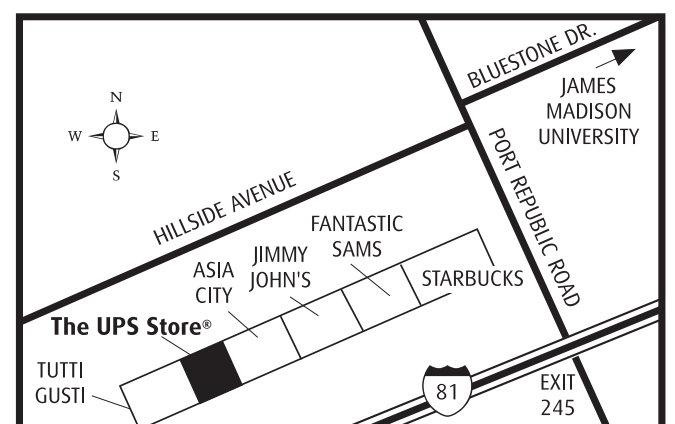 BLUESTONE DR.
JAMES
MADISON
UNIVERSITY
N
W
E
S
PORT REPUBLIC ROAD
HILLSIDE AVENUE
FANTASTIC
SAMS
JIMMY
JOHN'S
ASIA
CITY
STARBUCKS
The UPS Store®
TUTTI
GUSTI
81
EXIT
245